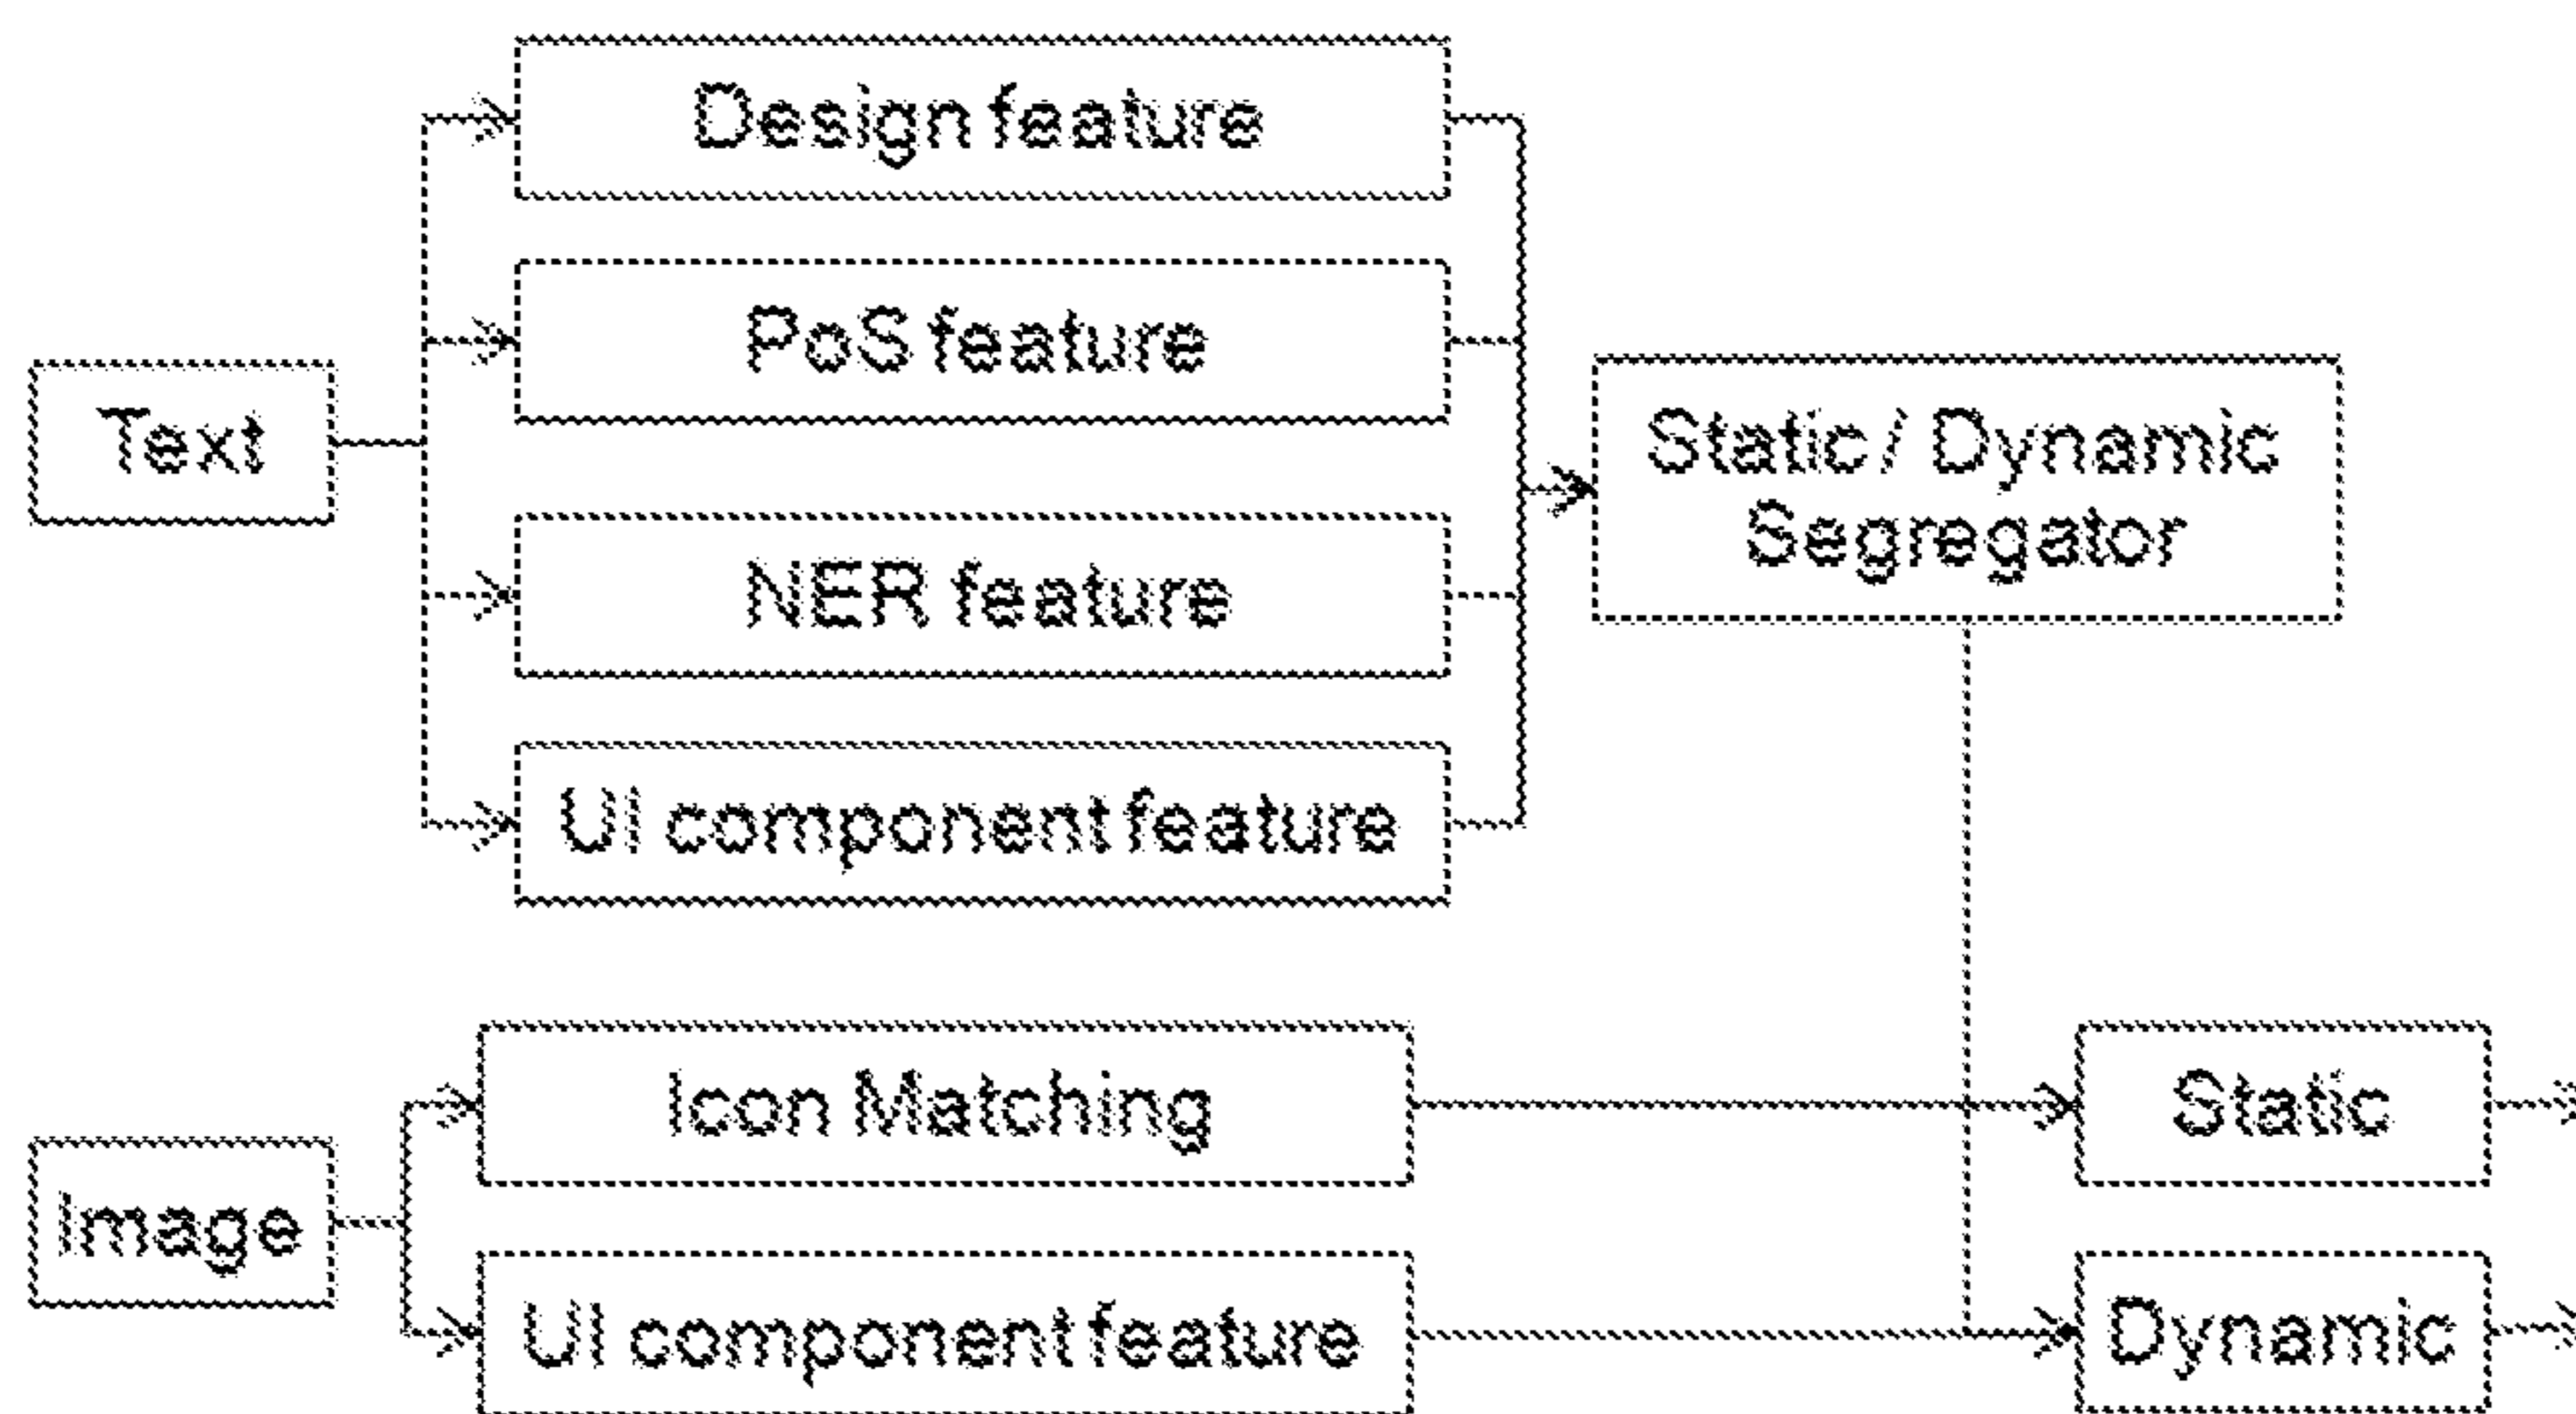 Design feature
PoS feature
Text
Static / Dynamic
Segregator
NER feature
UI component feature
Icon Matching
Static
Image
UI component feature
Dynamic